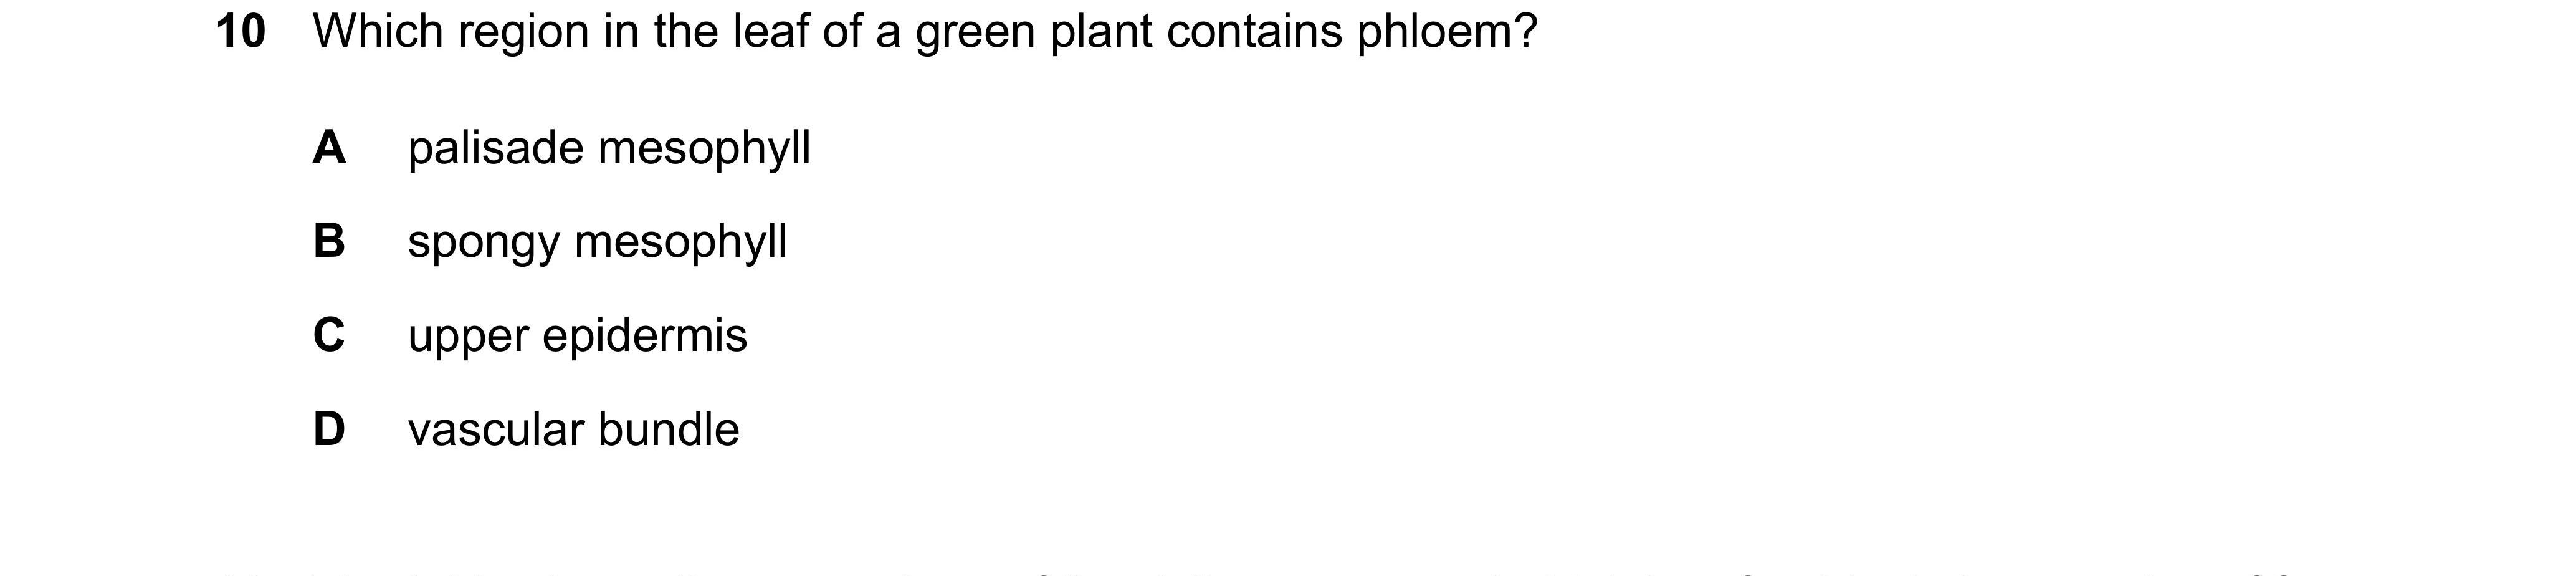 10 Which region in the leaf of a green plant contains phloem?
A palisade mesophyll
B spongy mesophyll
C upper epidermis
D vascular bundle